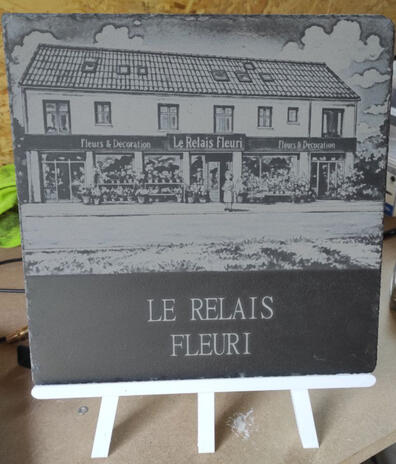 Fleurs & Decoration Le Relais Fleuri Fleurs & Decoration
LE RELAIS
FLEURI